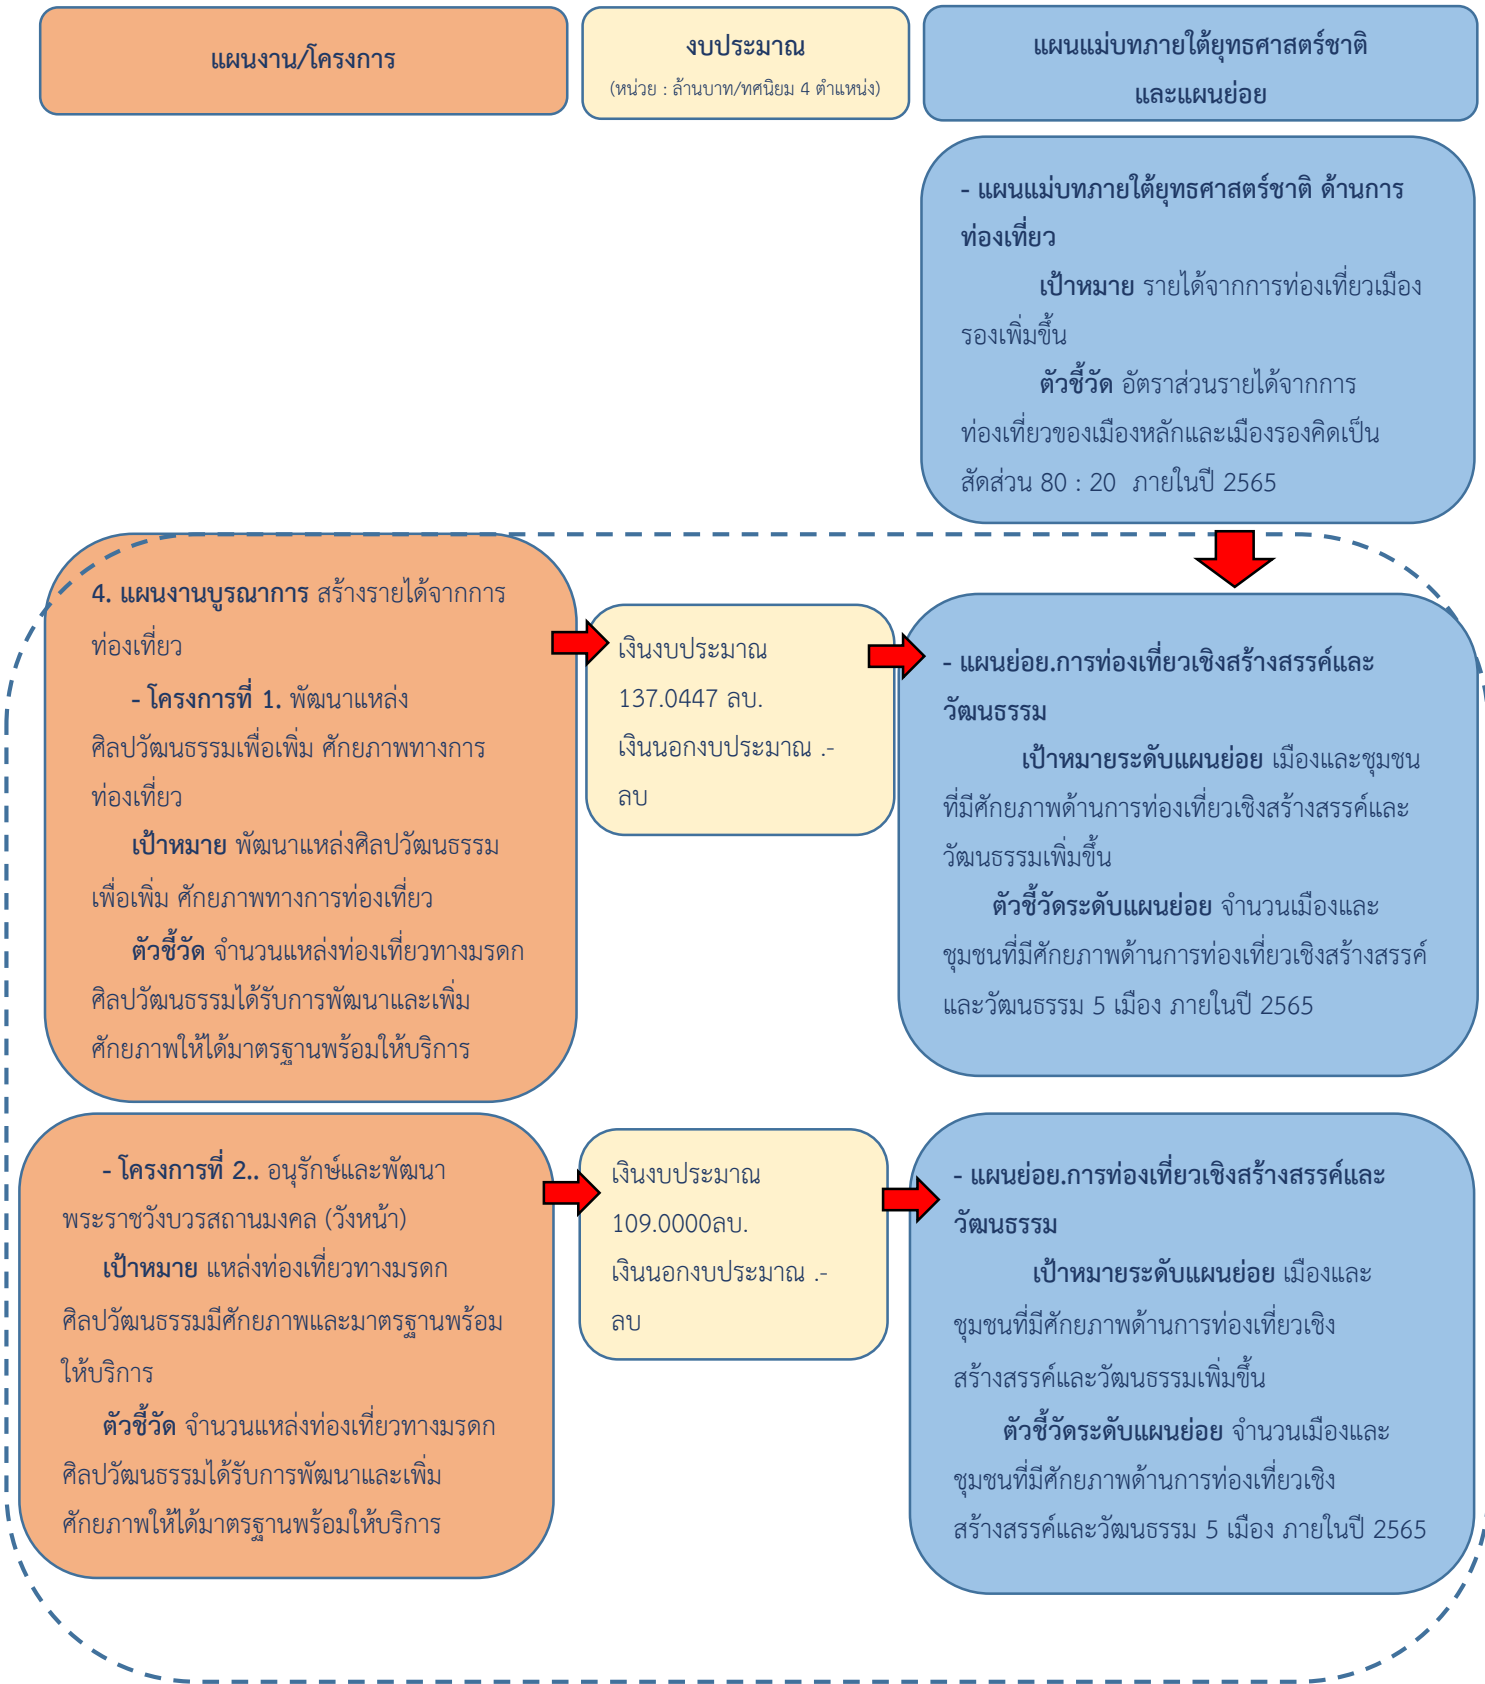 แผนงาน/โครงการ
งบประมาณ
(หน่วย : ล้านบาท/ทศนิยม 4 ตำแหน่ง)
แผนแม่บทภายใต้ยุทธศาสตร์ชาติ
และแผนย่อย
- แผนแม่บทภายใต้ยุทธศาสตร์ชาติ ด้านการ
ท่องเที่ยว
เป้าหมาย รายได้จากการท่องเที่ยวเมือง
รองเพิ่มขึ้น
ตัวชี้วัด อัตราส่วนรายได้จากการ
ท่องเที่ยวของเมืองหลักและเมืองรองคิดเป็น
สัดส่วน 80 : 20 ภายในปี 2565
4. แผนงานบูรณาการ สร้างรายได้จากการ
ท่องเที่ยว
- โครงการที่ 1. พัฒนาแหล่ง
ศิลปวัฒนธรรมเพื่อเพิ่ม ศักยภาพทางการ
ท่องเที่ยว
เป้าหมาย พัฒนาแหล่งศิลปวัฒนธรรม
เพื่อเพิ่ม ศักยภาพทางการท่องเที่ยว
ตัวชี้วัด จำนวนแหล่งท่องเที่ยวทางมรดก
ศิลปวัฒนธรรมได้รับการพัฒนาและเพิ่ม
ศักยภาพให้ได้มาตรฐานพร้อมให้บริการ
เงินงบประมาณ
137.0447 ลบ.
เงินนอกงบประมาณ .-
ลบ
- แผนย่อย.การท่องเที่ยวเชิงสร้างสรรค์และ
วัฒนธรรม
เป้าหมายระดับแผนย่อย เมืองและชุมชน
ที่มีศักยภาพด้านการท่องเที่ยวเชิงสร้างสรรค์และ
วัฒนธรรมเพิ่มขึ้น
ตัวชี้วัดระดับแผนย่อย จำนวนเมืองและ
ชุมชนที่มีศักยภาพด้านการท่องเที่ยวเชิงสร้างสรรค์
และวัฒนธรรม 5 เมือง ภายในปี 2565
- โครงการที่ 2.. อนุรักษ์และพัฒนา
พระราชวังบวรสถานมงคล (วังหน้า)
เป้าหมาย แหล่งท่องเที่ยวทางมรดก
ศิลปวัฒนธรรมมีศักยภาพและมาตรฐานพร้อม
ให้บริการ
ตัวชี้วัด จำนวนแหล่งท่องเที่ยวทางมรดก
ศิลปวัฒนธรรมได้รับการพัฒนาและเพิ่ม
ศักยภาพให้ได้มาตรฐานพร้อมให้บริการ
เงินงบประมาณ
109.0000ลบ.
เงินนอกงบประมาณ .-
ลบ
- แผนย่อย.การท่องเที่ยวเชิงสร้างสรรค์และ
วัฒนธรรม
เป้าหมายระดับแผนย่อย เมืองและ
ชุมชนที่มีศักยภาพด้านการท่องเที่ยวเชิง
สร้างสรรค์และวัฒนธรรมเพิ่มขึ้น
ตัวชี้วัดระดับแผนย่อย จำนวนเมืองและ
ชุมชนที่มีศักยภาพด้านการท่องเที่ยวเชิง
สร้างสรรค์และวัฒนธรรม 5 เมือง ภายในปี 2565